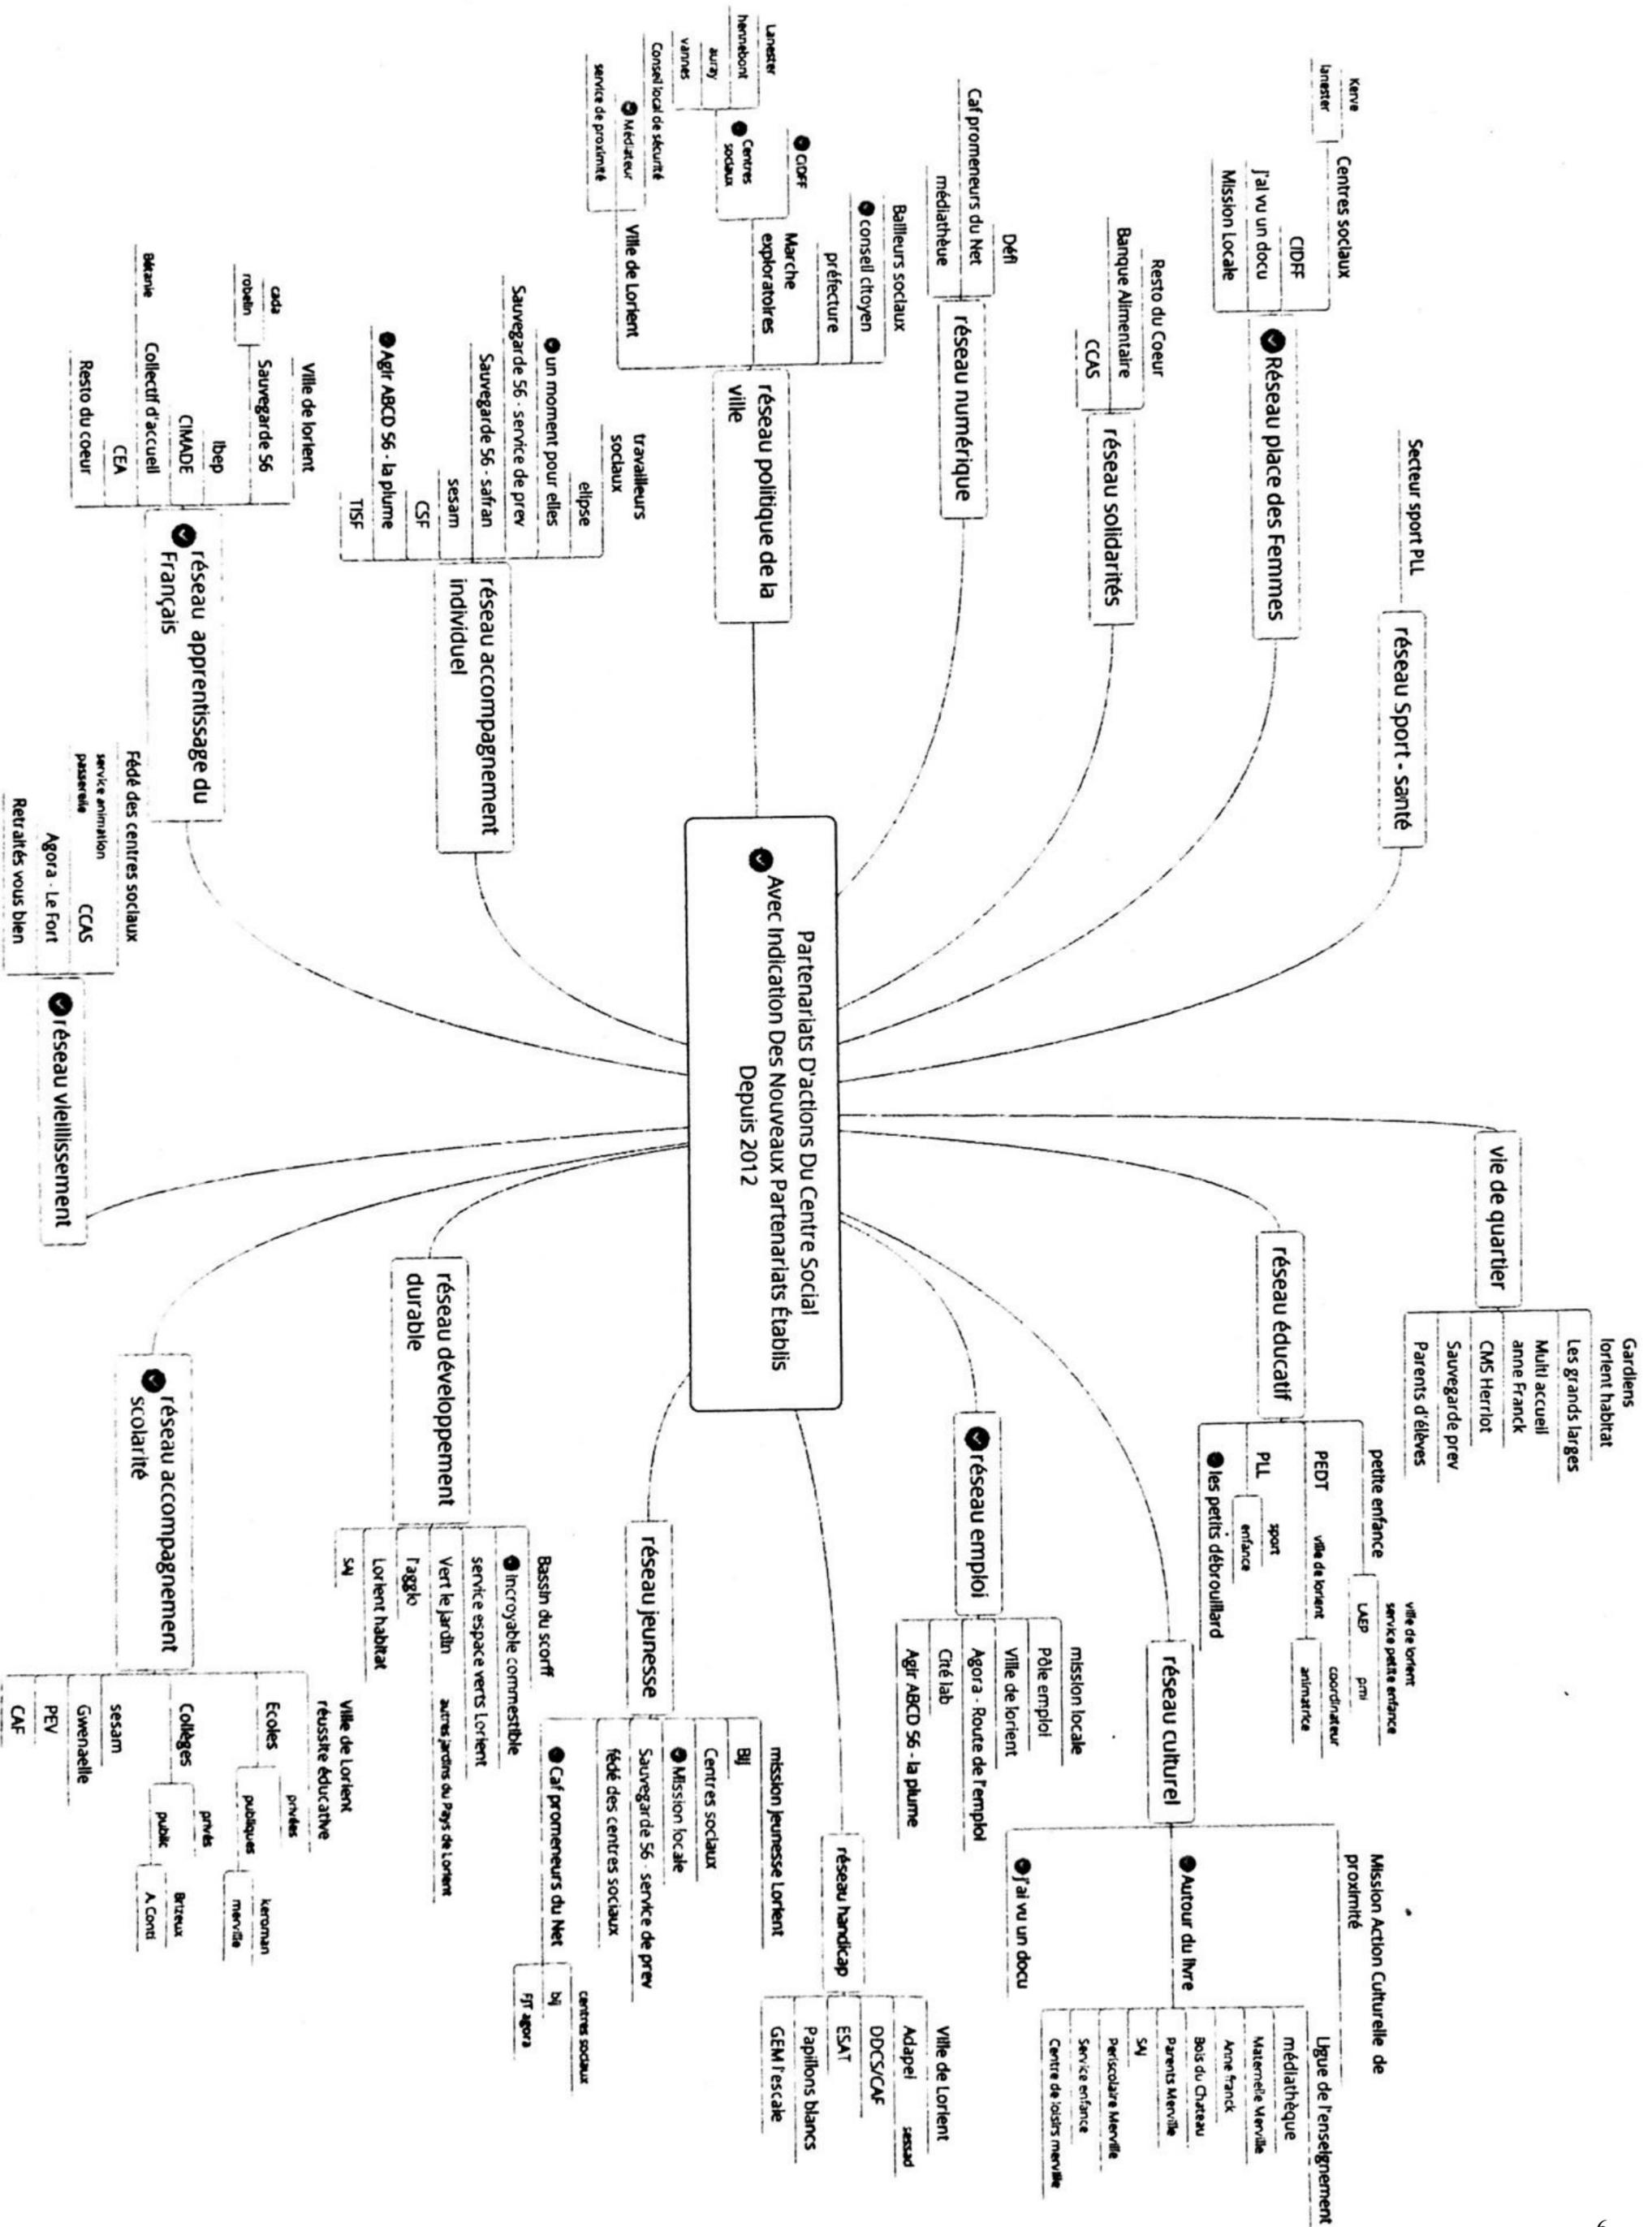 Partenariats D'actions Du Centre Social
Avec Indication Des Nouveaux Partenariats Établis
Depuis 2012
réseau Sport - santé
Secteur sport PLL
Réseau place des Femmes
Centres sociaux
Kerve
lanester
CIDFF
J'ai vu un docu
Mission Locale
réseau solidarités
Resto du Coeur
Banque Alimentaire
CCAS
réseau numérique
Défi
Caf promeneurs du Net
médiathèue
réseau politique de la
ville
Bailleurs sociaux
conseil citoyen
préfecture
Marche
exploratoires
CIDFF
Centres
sociaux
Lanester
hennebont
auray
vannes
Ville de Lorient
Conseil local de sécurité
Médiateur
service de proximité
réseau accompagnement
individuel
travailleurs
sociaux
elipse
un moment pour elles
Sauvegarde 56 - service de prev
Sauvegarde 56 - safran
sesam
CSF
Agir ABCD 56 - la plume
TISF
réseau apprentissage du
Français
Ville de lorient
Sauvegarde 56
cada
robelin
Ibep
CIMADE
Collectif d'accueil
Béktanie
CEA
Resto du coeur
réseau vieillissement
Fédé des centres sociaux
CCAS
service animation
passerelle
Agora - Le Fort
Retraités vous bien
vie de quartier
Gardiens
lorient habitat
Les grands larges
Multi accueil
anne Franck
CMS Herriot
Sauvegarde prev
Parents d'élèves
réseau éducatif
petite enfance
ville de lorient
service petite enfance
LAEP
pmi
PEDT
ville de lorient
coordinateur
animatrice
PLL
sport
enfance
les petits débrouillard
réseau culturel
Mission Action Culturelle de
proximité
Autour du livre
Ligue de l'enseignement
médiathèque
Maternelle Merville
Anne franck
Bois du Chateau
Parents Merville
SAJ
Periscolaire Merville
Service enfance
Centre de loisirs merville
j'ai vu un docu
réseau emploi
mission locale
Pôle emploi
Ville de lorient
Agora - Route de l'emploi
Cité lab
Agir ABCD 56 - la plume
réseau handicap
Ville de Lorient
Adapei
sessad
DDCS/CAF
ESAT
Papillons blancs
GEM l'escale
réseau jeunesse
mission jeunesse Lorient
BIJ
Centres sociaux
Mission locale
Sauvegarde 56 - service de prev
fédé des centres sociaux
Caf promeneurs du Net
centres sociaux
bij
FJT agora
réseau développement
durable
Bassin du scorff
incroyable commestible
service espace verts Lorient
Vert le jardin
autres jardins du Pays de Lorient
l'agglo
Lorient habitat
SAJ
réseau accompagnement
scolarité
Ville de Lorient
réussite éducative
Ecoles
privées
publiques
keroman
merville
Collèges
privés
public
Brizeux
A.Conti
sesam
Gwenaelle
PEV
CAF